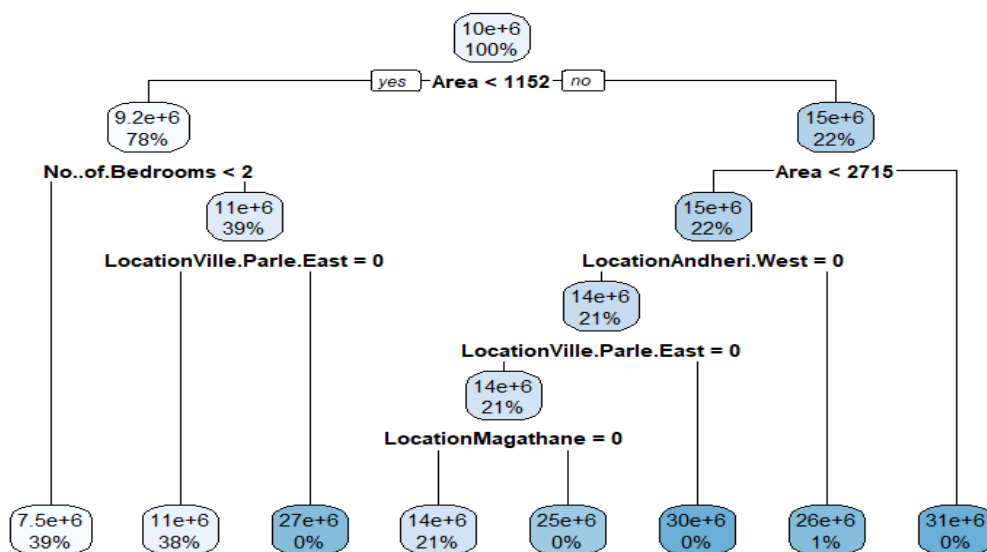 10e+6
100%
yes Area < 1152 no
9.2e+6 15e+6
78% 22%
No..of.Bedrooms < 2 Area < 2715
11e+6 15e+6
39% 22%
LocationVille.Parle.East = 0 LocationAndheri.West = 0
14e+6
21%
LocationVille.Parle.East = 0
14e+6
21%
LocationMagathane = 0
7.5e+6 11e+6 27e+6 14e+6 25e+6 30e+6 26e+6 31e+6
39% 38% 0% 21% 0% 0% 1% 0%